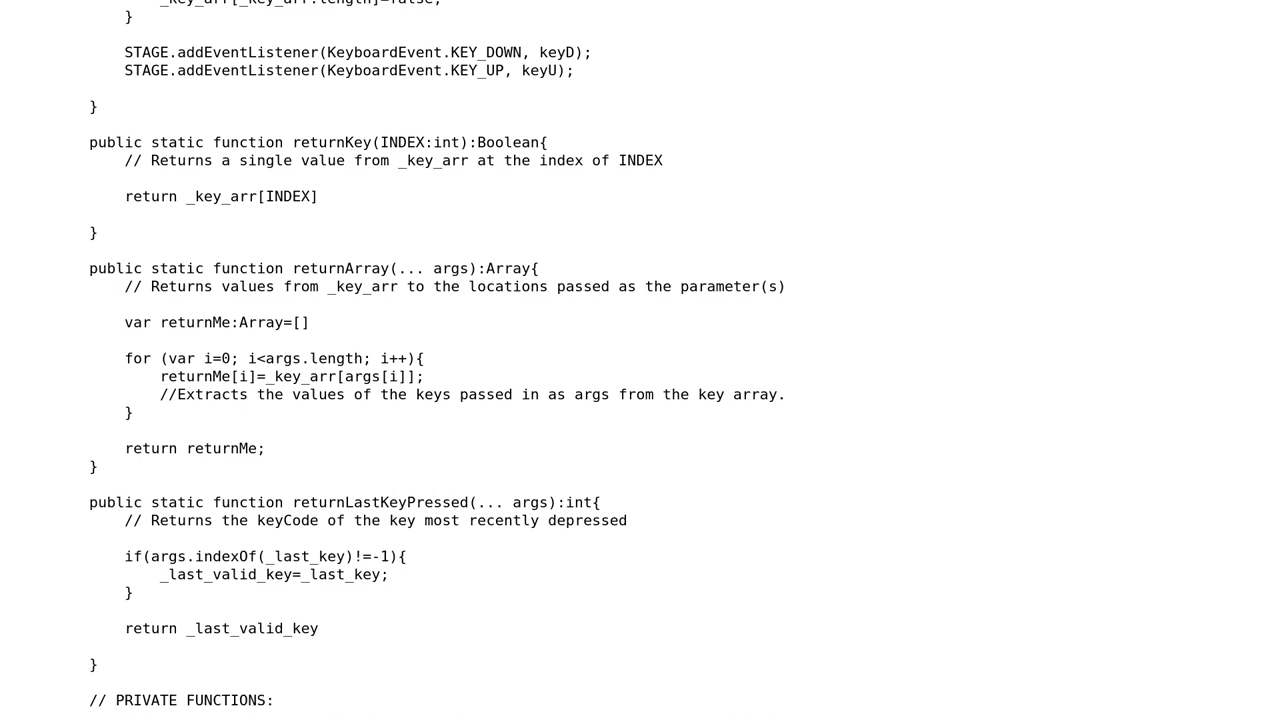 _key_arr[_key_arr.length]=false;
}
STAGE.addEventListener(KeyboardEvent.KEY_DOWN, keyD);
STAGE.addEventListener(KeyboardEvent.KEY_UP, keyU);
}
public static function returnKey(INDEX:int):Boolean{
// Returns a single value from _key_arr at the index of INDEX
return _key_arr[INDEX]
}
public static function returnArray(... args):Array{
// Returns values from _key_arr to the locations passed as the parameter(s)
var returnMe:Array=[]
for (var i=0; i<args.length; i++){
returnMe[i]=_key_arr[args[i]];
//Extracts the values of the keys passed in as args from the key array.
}
return returnMe;
}
public static function returnLastKeyPressed(... args):int{
// Returns the keyCode of the key most recently depressed
if(args.indexOf(_last_key)!=-1){
_last_valid_key=_last_key;
}
return _last_valid_key
}
// PRIVATE FUNCTIONS: